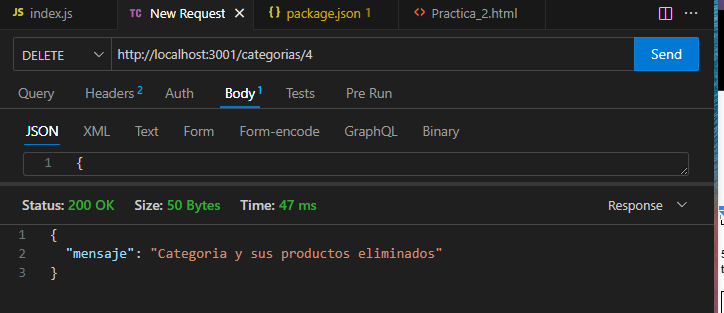 JS index.js TC New Request package.json 1 <> Practica_2.html
DELETE http://localhost:3001/categorias/4 Send
Query Headers 2 Auth Body 1 Tests Pre Run
JSON XML Text Form Form-encode GraphQL Binary
1 {
Status: 200 OK Size: 50 Bytes Time: 47 ms Response
1 {
2 "mensaje": "Categoria y sus productos eliminados"
3 }